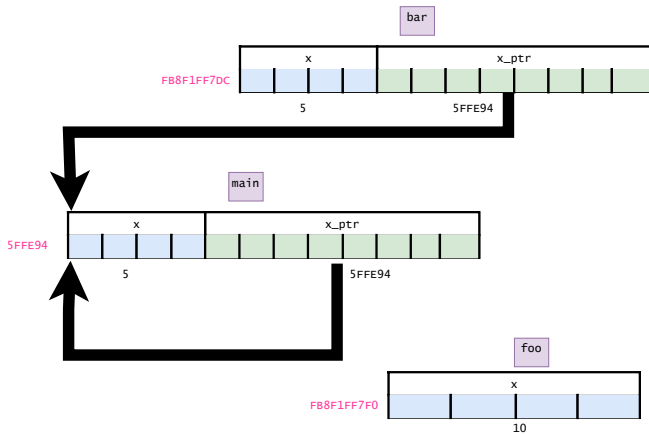 bar
x x_ptr
FB8F1FF7DC
5 5FFE94
main
x x_ptr
5FFE94
5 5FFE94
foo
x
FB8F1FF7F0
10